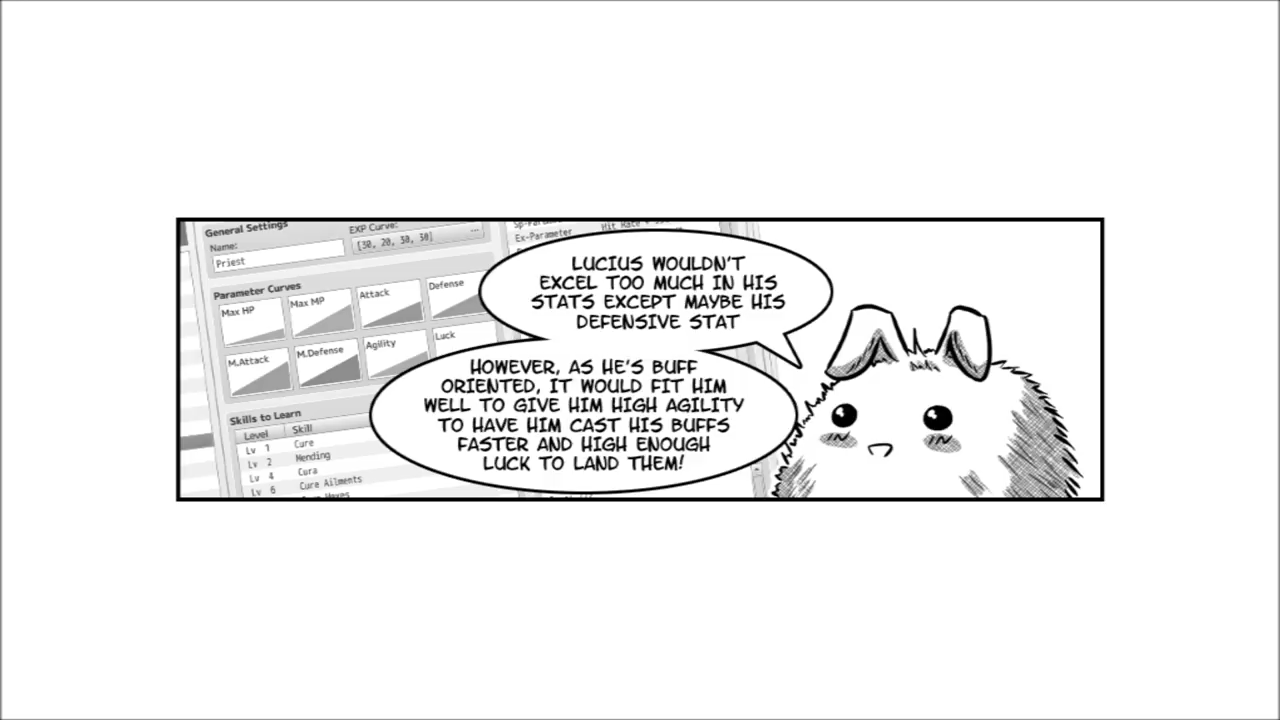 General Settings
Name:
EXP Curve:
Priest
[30, 20, 30, 30]
...
Parameter Curves
Max HP
Max MP
Attack
Defense
M.Attack
M.Defense
Agility
Luck
Skills to Learn
Level
Skill
Lv 1
Cure
Lv 2
Mending
Lv 4
Cura
Lv 6
Cure Ailments
Ex-Parameter
Hit Rate
LUCIUS WOULDN'T
EXCEL TOO MUCH IN HIS
STATS EXCEPT MAYBE HIS
DEFENSIVE STAT
HOWEVER, AS HE'S BUFF
ORIENTED, IT WOULD FIT HIM
WELL TO GIVE HIM HIGH AGILITY
TO HAVE HIM CAST HIS BUFFS
FASTER AND HIGH ENOUGH
LUCK TO LAND THEM!